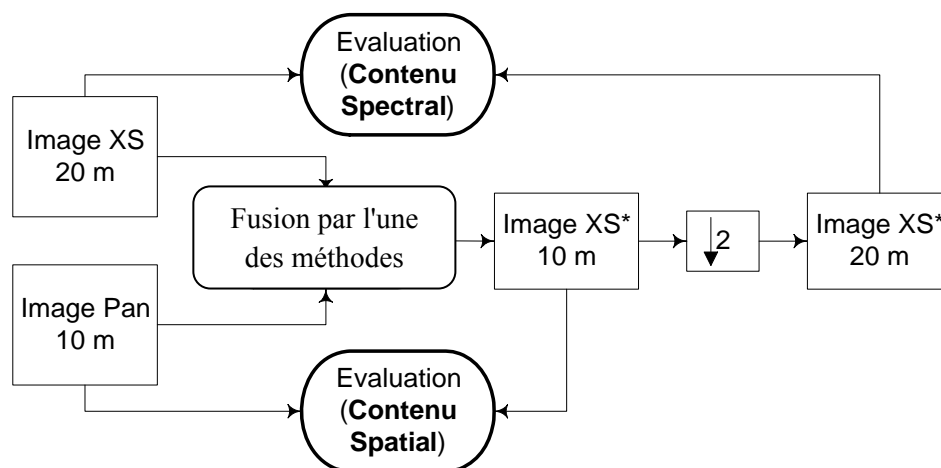 Evaluation
(Contenu
Spectral)
Image XS
20 m
Fusion par l'une
des méthodes
Image XS*
10 m
2
Image XS*
20 m
Image Pan
10 m
Evaluation
(Contenu
Spatial)